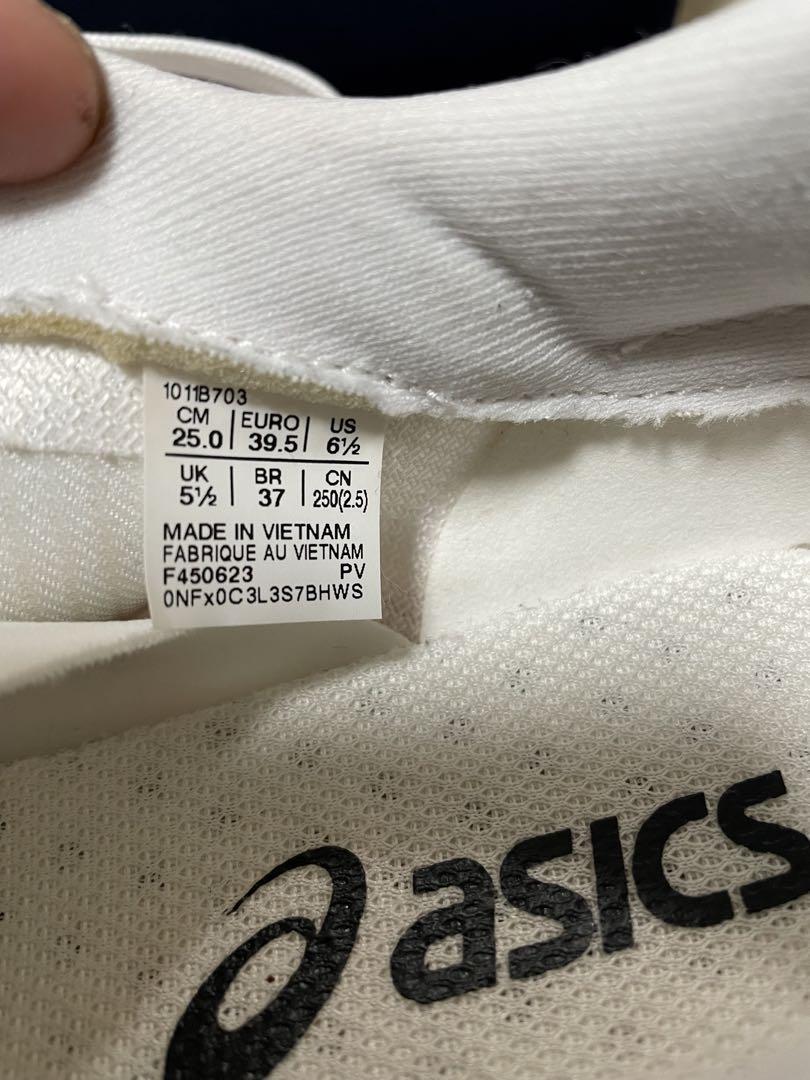 1011B703
CM | EURO | US
25.0 | 39.5 | 6½
UK | BR | CN
5½ | 37 | 250(2.5)
MADE IN VIETNAM
FABRIQUE AU VIETNAM
F450623 PV
0NFx0C3L3S7BHWS
asics